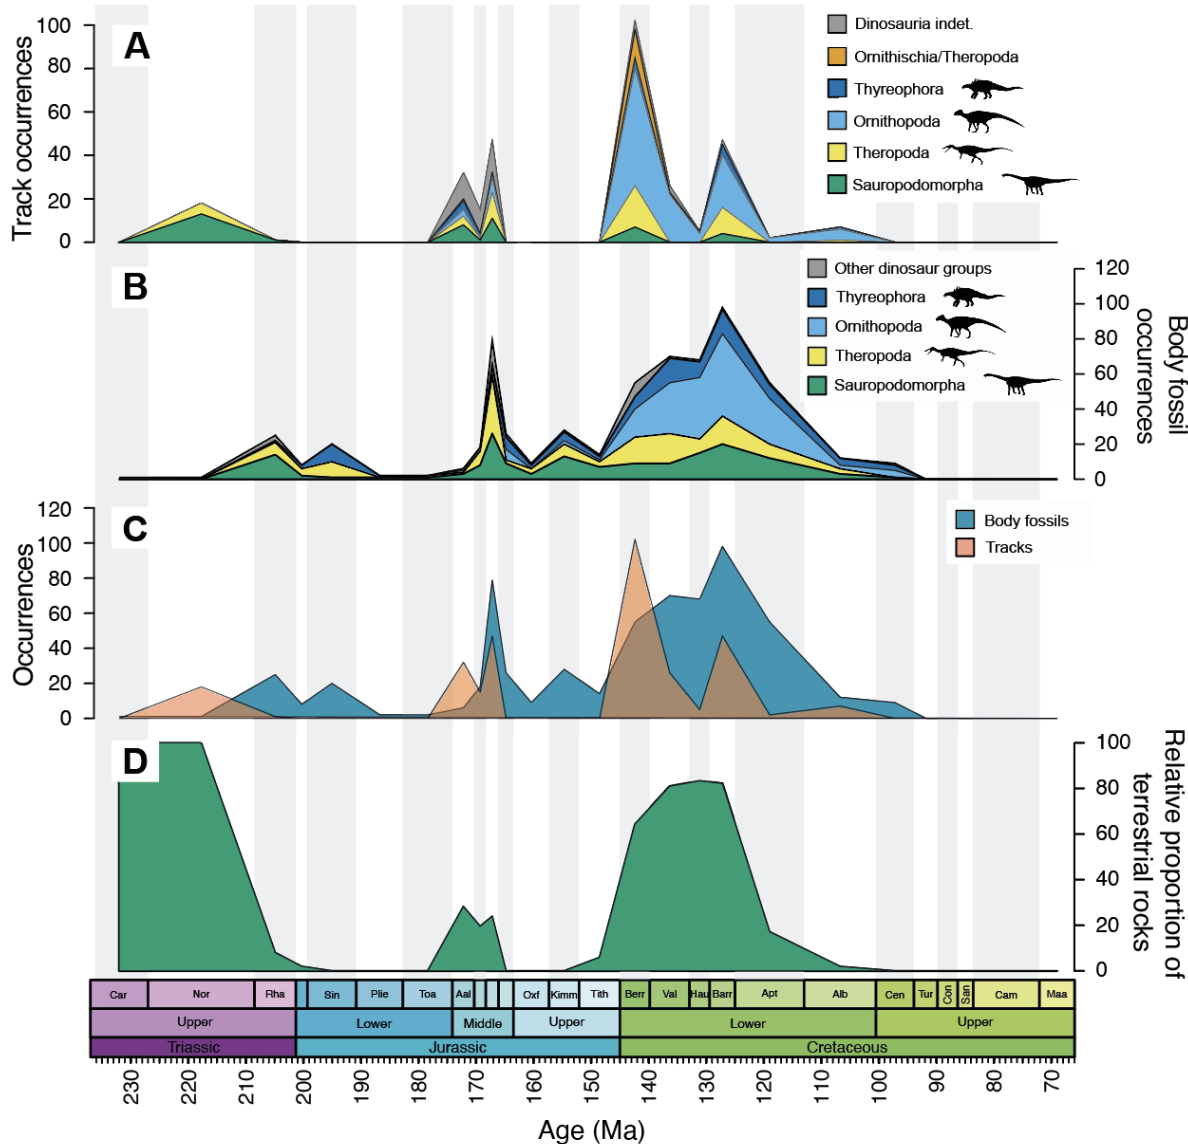 A
Track occurrences
100
80
60
40
20
0
Dinosauria indet.
Ornithischia/Theropoda
Thyreophora
Ornithopoda
Theropoda
Sauropodomorpha
B
Body fossil
occurrences
120
100
80
60
40
20
0
Other dinosaur groups
Thyreophora
Ornithopoda
Theropoda
Sauropodomorpha
C
Occurrences
120
100
80
60
40
20
0
Body fossils
Tracks
D
Relative proportion of
terrestrial rocks
100
80
60
40
20
0
Car Nor Rha Sin Plie Toa Aal Oxf Kimm Tith Berr Val Hau Barr Apt Alb Cen Tur Con San Cam Maa
Upper Lower Middle Upper Lower Upper
Triassic Jurassic Cretaceous
230 220 210 200 190 180 170 160 150 140 130 120 110 100 90 80 70
Age (Ma)